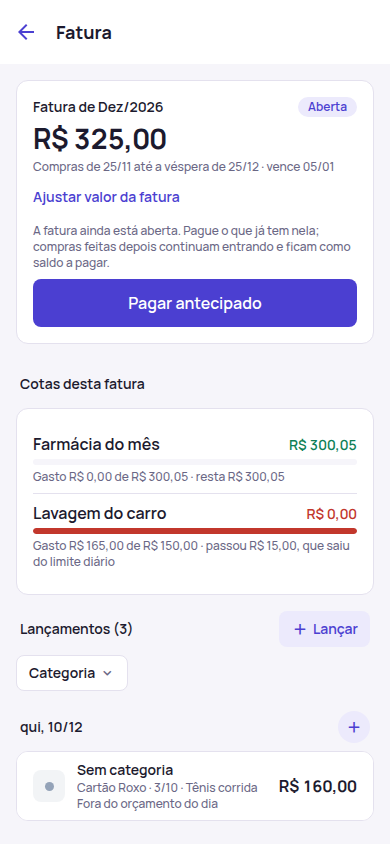 Fatura
Fatura de Dez/2026 Aberta
R$ 325,00
Compras de 25/11 até a véspera de 25/12 · vence 05/01
Ajustar valor da fatura
A fatura ainda está aberta. Pague o que já tem nela;
compras feitas depois continuam entrando e ficam como
saldo a pagar.
Pagar antecipado
Cotas desta fatura
Farmácia do mês R$ 300,05
Gasto R$ 0,00 de R$ 300,05 · resta R$ 300,05
Lavagem do carro R$ 0,00
Gasto R$ 165,00 de R$ 150,00 · passou R$ 15,00, que saiu
do limite diário
Lançamentos (3) + Lançar
Categoria
qui, 10/12 +
Sem categoria
Cartão Roxo · 3/10 · Tênis corrida R$ 160,00
Fora do orçamento do dia